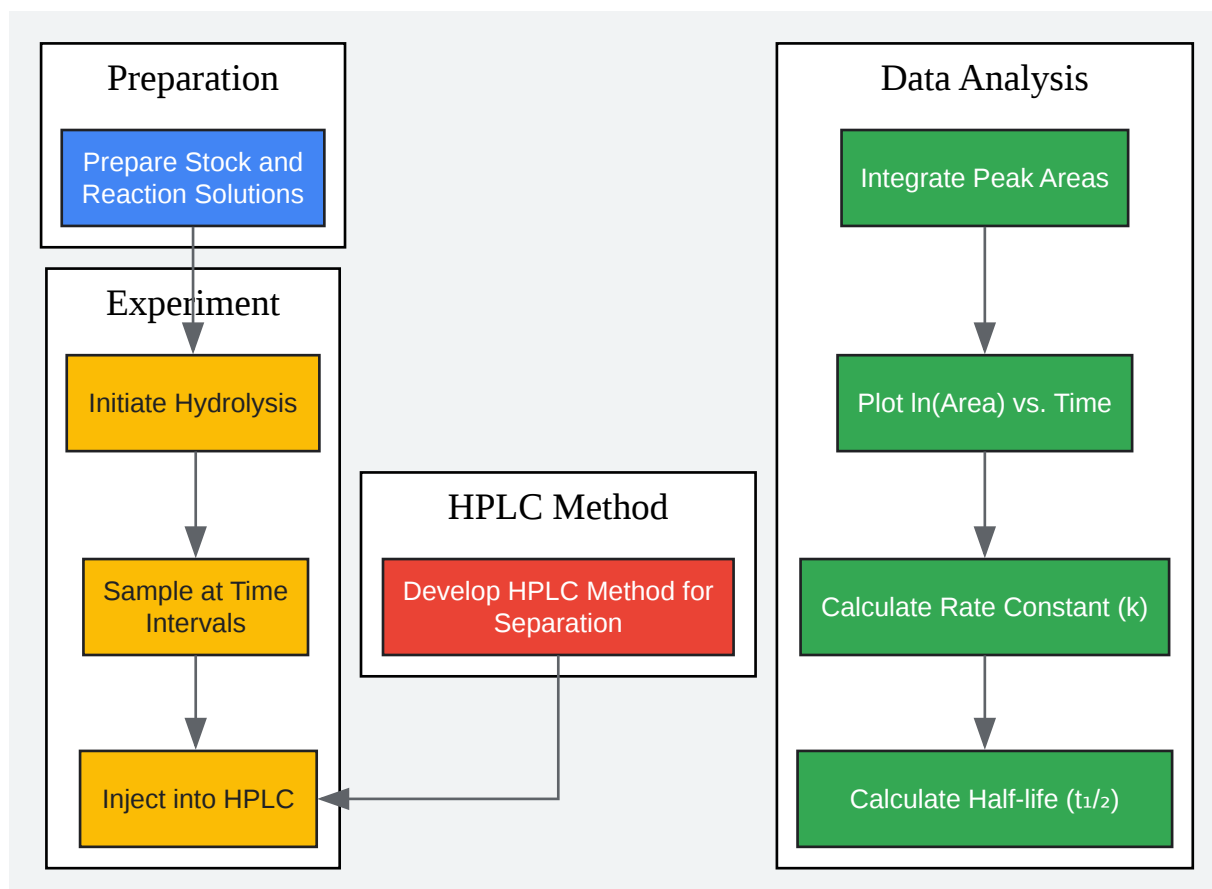 Preparation
Prepare Stock and
Reaction Solutions
Experiment
Initiate Hydrolysis
Sample at Time
Intervals
Inject into HPLC
HPLC Method
Develop HPLC Method for
Separation
Data Analysis
Integrate Peak Areas
Plot ln(Area) vs. Time
Calculate Rate Constant (k)
Calculate Half-life (t₁/₂)